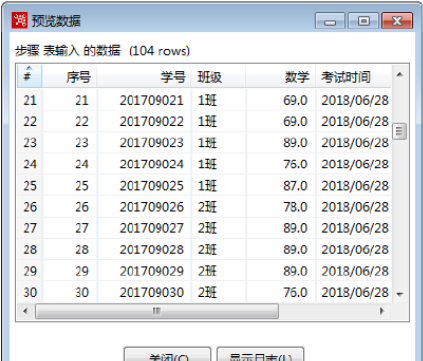 预览数据
步骤 表输入 的数据 (104 rows)
# 序号 学号 班级 数学 考试时间
21 21 201709021 1班 69.0 2018/06/28
22 22 201709022 1班 69.0 2018/06/28
23 23 201709023 1班 89.0 2018/06/28
24 24 201709024 1班 76.0 2018/06/28
25 25 201709025 1班 87.0 2018/06/28
26 26 201709026 2班 78.0 2018/06/28
27 27 201709027 2班 89.0 2018/06/28
28 28 201709028 2班 89.0 2018/06/28
29 29 201709029 2班 89.0 2018/06/28
30 30 201709030 2班 76.0 2018/06/28
关闭(C) 显示日志(L)